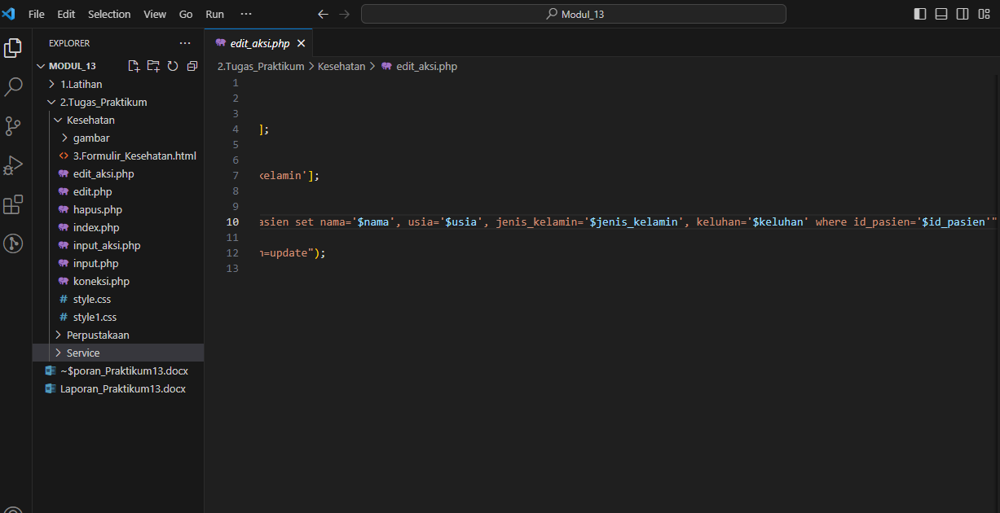 File Edit Selection View Go Run ··· Modul_13
EXPLORER ···
edit_aksi.php
MODUL_13
2.Tugas_Praktikum > Kesehatan > edit_aksi.php
1.Latihan
2.Tugas_Praktikum
Kesehatan
gambar
3.Formulir_Kesehatan.html
edit_aksi.php
edit.php
hapus.php
index.php
input_aksi.php
input.php
koneksi.php
style.css
style1.css
Perpustakaan
Service
~$poran_Praktikum13.docx
Laporan_Praktikum13.docx
1
2
3
4 ];
5
6
7 kelamin'];
8
9
10 asien set nama='$nama', usia='$usia', jenis_kelamin='$jenis_kelamin', keluhan='$keluhan' where id_pasien='$id_pasien'"
11
12 n=update");
13